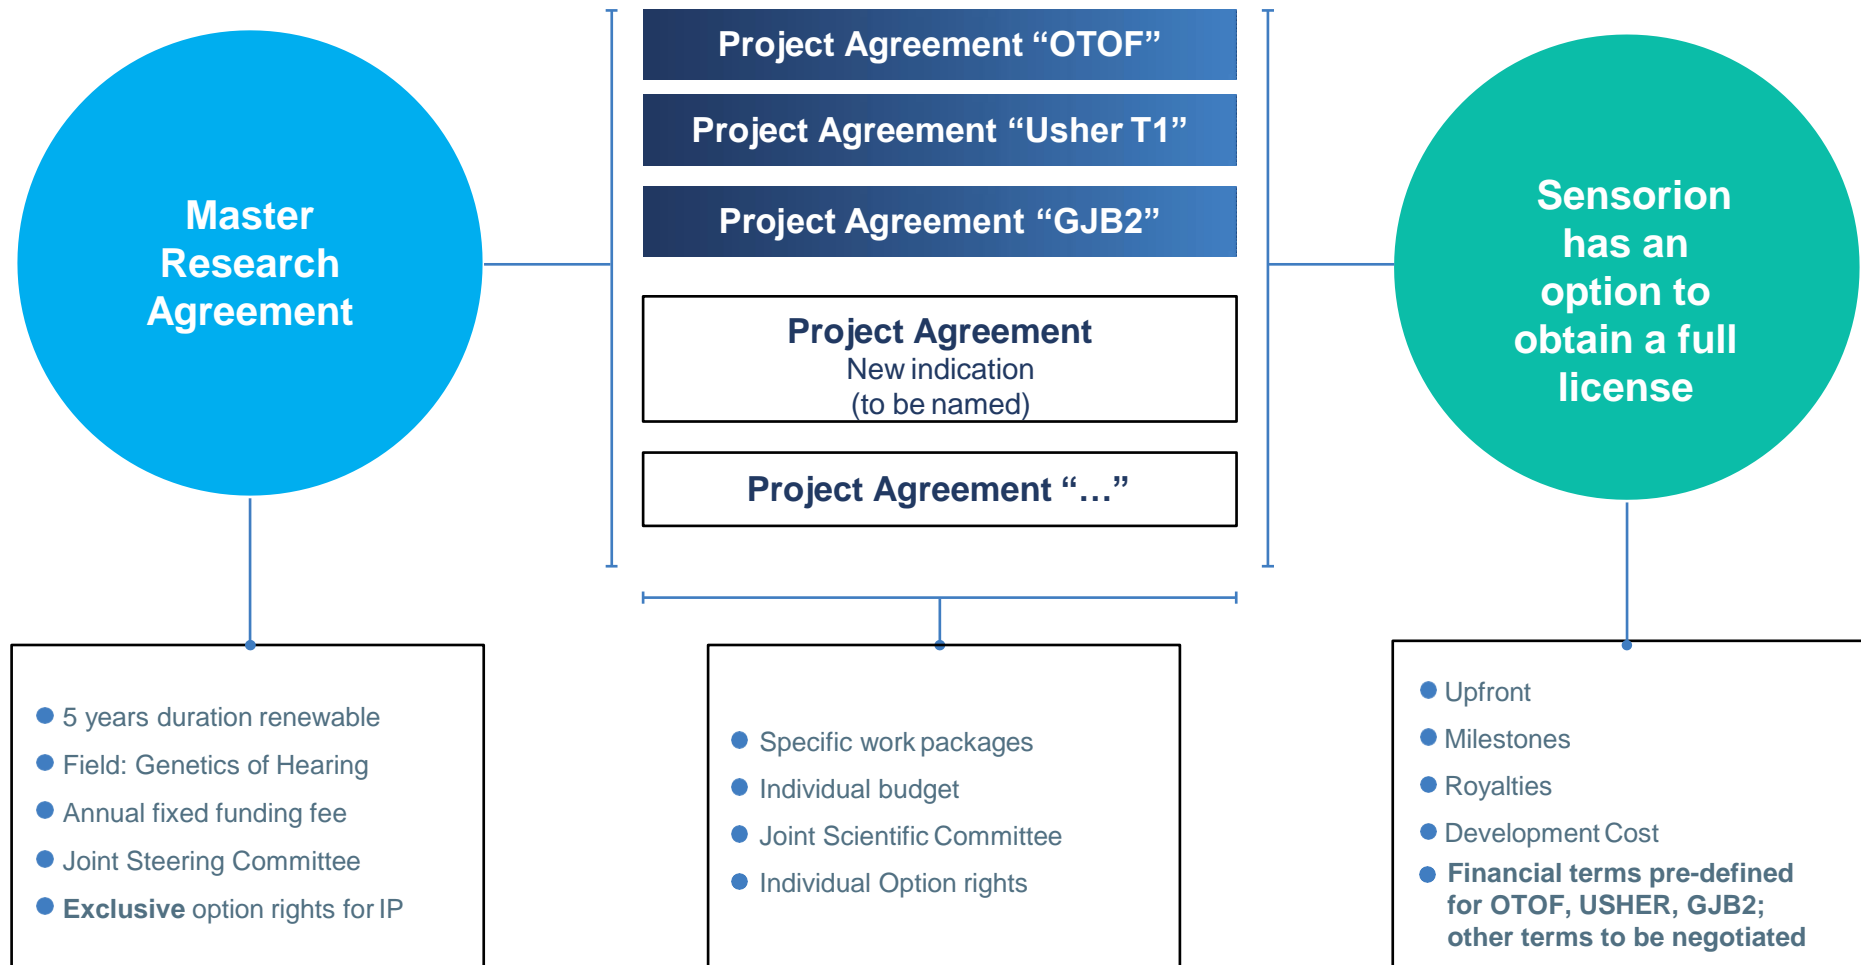 Master
Research
Agreement
Project Agreement “OTOF”
Project Agreement “Usher T1”
Project Agreement “GJB2”
Project Agreement
New indication
(to be named)
Project Agreement “…”
Sensorion
has an
option to
obtain a full
license
5 years duration renewable
Field: Genetics of Hearing
Annual fixed funding fee
Joint Steering Committee
Exclusive option rights for IP
Specific work packages
Individual budget
Joint Scientific Committee
Individual Option rights
Upfront
Milestones
Royalties
Development Cost
Financial terms pre-defined
for OTOF, USHER, GJB2;
other terms to be negotiated